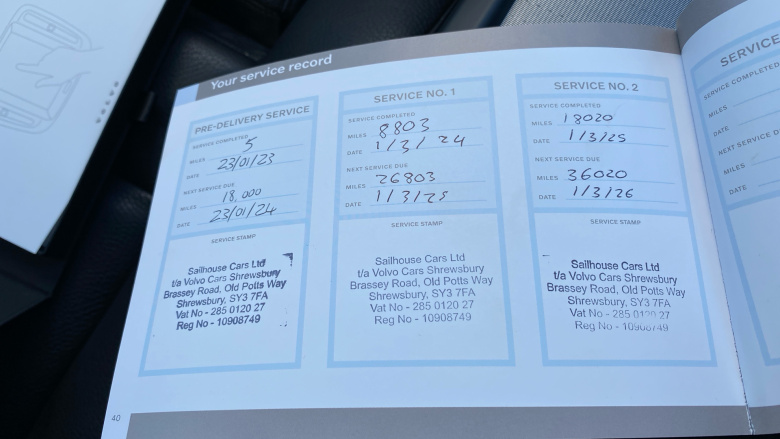 Your service record
PRE-DELIVERY SERVICE
SERVICE COMPLETED
MILES 5
DATE 23/01/23
NEXT SERVICE DUE
MILES 18,000
DATE 23/01/24
SERVICE STAMP
Sailhouse Cars Ltd
t/a Volvo Cars Shrewsbury
Brassey Road, Old Potts Way
Shrewsbury, SY3 7FA
Vat No - 285 0120 27
Reg No - 10908749
SERVICE NO. 1
SERVICE COMPLETED
MILES 8803
DATE 1/3/24
NEXT SERVICE DUE
MILES 26803
DATE 1/3/25
SERVICE STAMP
Sailhouse Cars Ltd
t/a Volvo Cars Shrewsbury
Brassey Road, Old Potts Way
Shrewsbury, SY3 7FA
Vat No - 285 0120 27
Reg No - 10908749
SERVICE NO. 2
SERVICE COMPLETED
MILES 18020
DATE 1/3/25
NEXT SERVICE DUE
MILES 36020
DATE 1/3/26
SERVICE STAMP
Sailhouse Cars Ltd
t/a Volvo Cars Shrewsbury
Brassey Road, Old Potts Way
Shrewsbury, SY3 7FA
Vat No - 285 0120 27
Reg No - 10908749
40
SERVICE
SERVICE COMPLETED
MILES
DATE
NEXT SERVICE
MILES
DATE